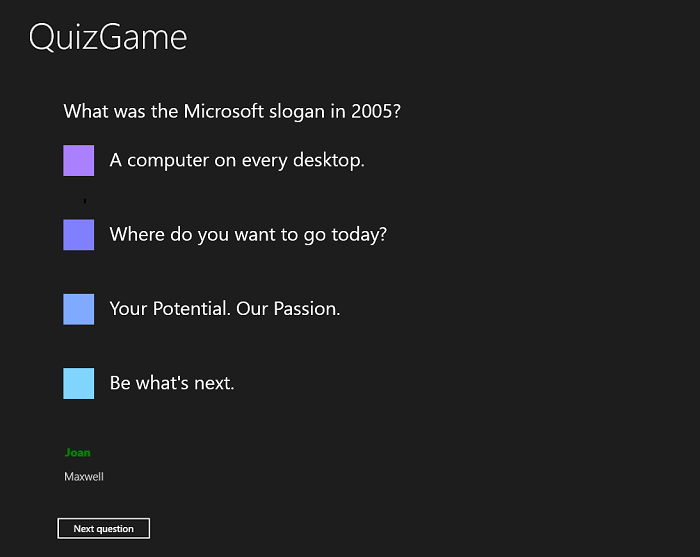 QuizGame
What was the Microsoft slogan in 2005?
A computer on every desktop.
Where do you want to go today?
Your Potential. Our Passion.
Be what's next.
Joan
Maxwell
Next question